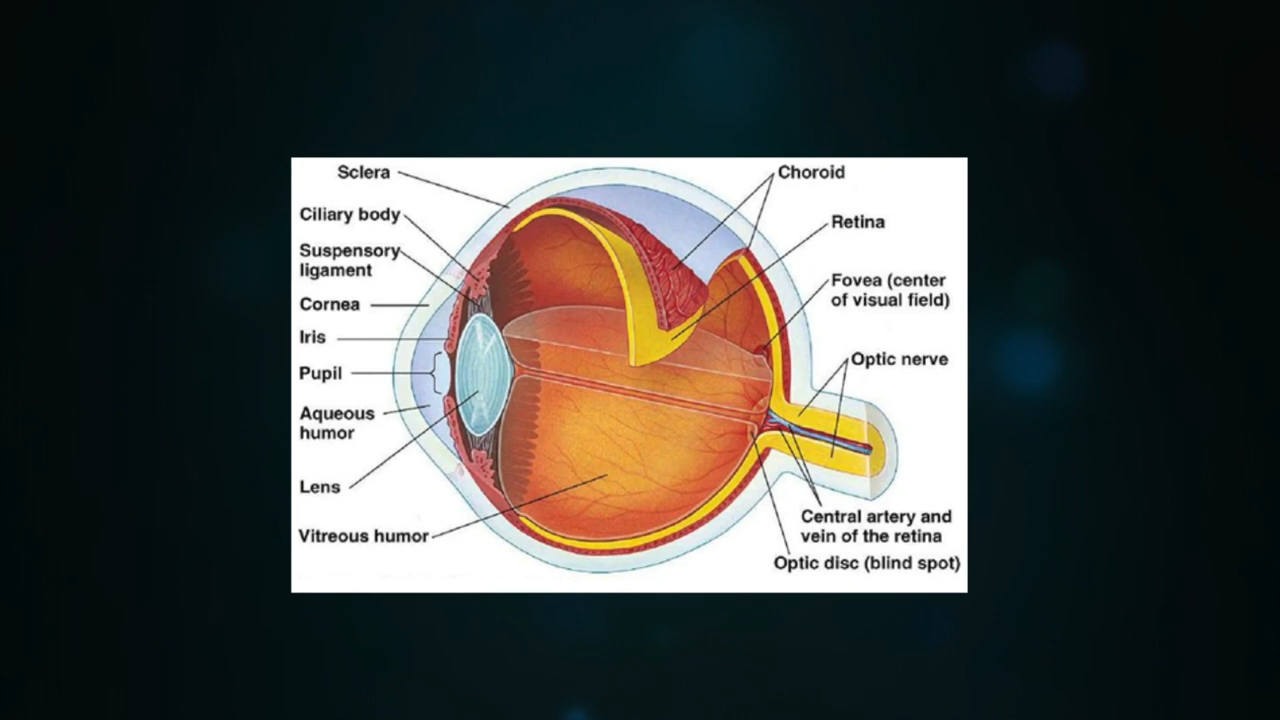 Sclera
Ciliary body
Suspensory
ligament
Cornea
Iris
Pupil
Aqueous
humor
Lens
Vitreous humor
Choroid
Retina
Fovea (center
of visual field)
Optic nerve
Central artery and
vein of the retina
Optic disc (blind spot)